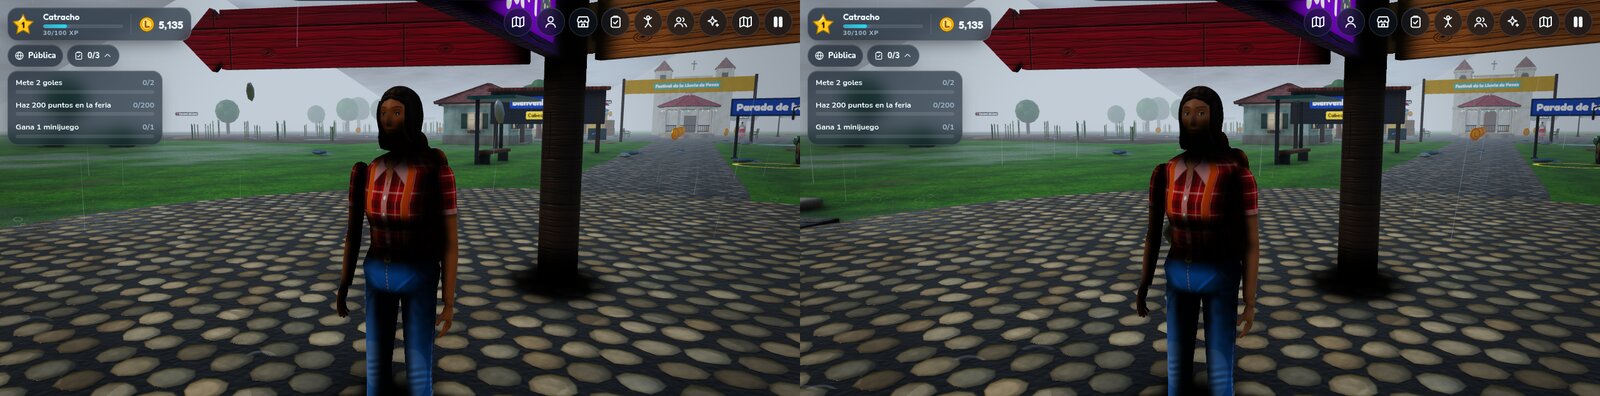 Catracho
30/100 XP
5,135
Pública
0/3
Mete 2 goles 0/2
Haz 200 puntos en la feria 0/200
Gana 1 minijuego 0/1
Festival de la Lluvia de Peces
Parada de
Catracho
30/100 XP
5,135
Pública
0/3
Mete 2 goles 0/2
Haz 200 puntos en la feria 0/200
Gana 1 minijuego 0/1
Festival de la Lluvia de Peces
Parada de